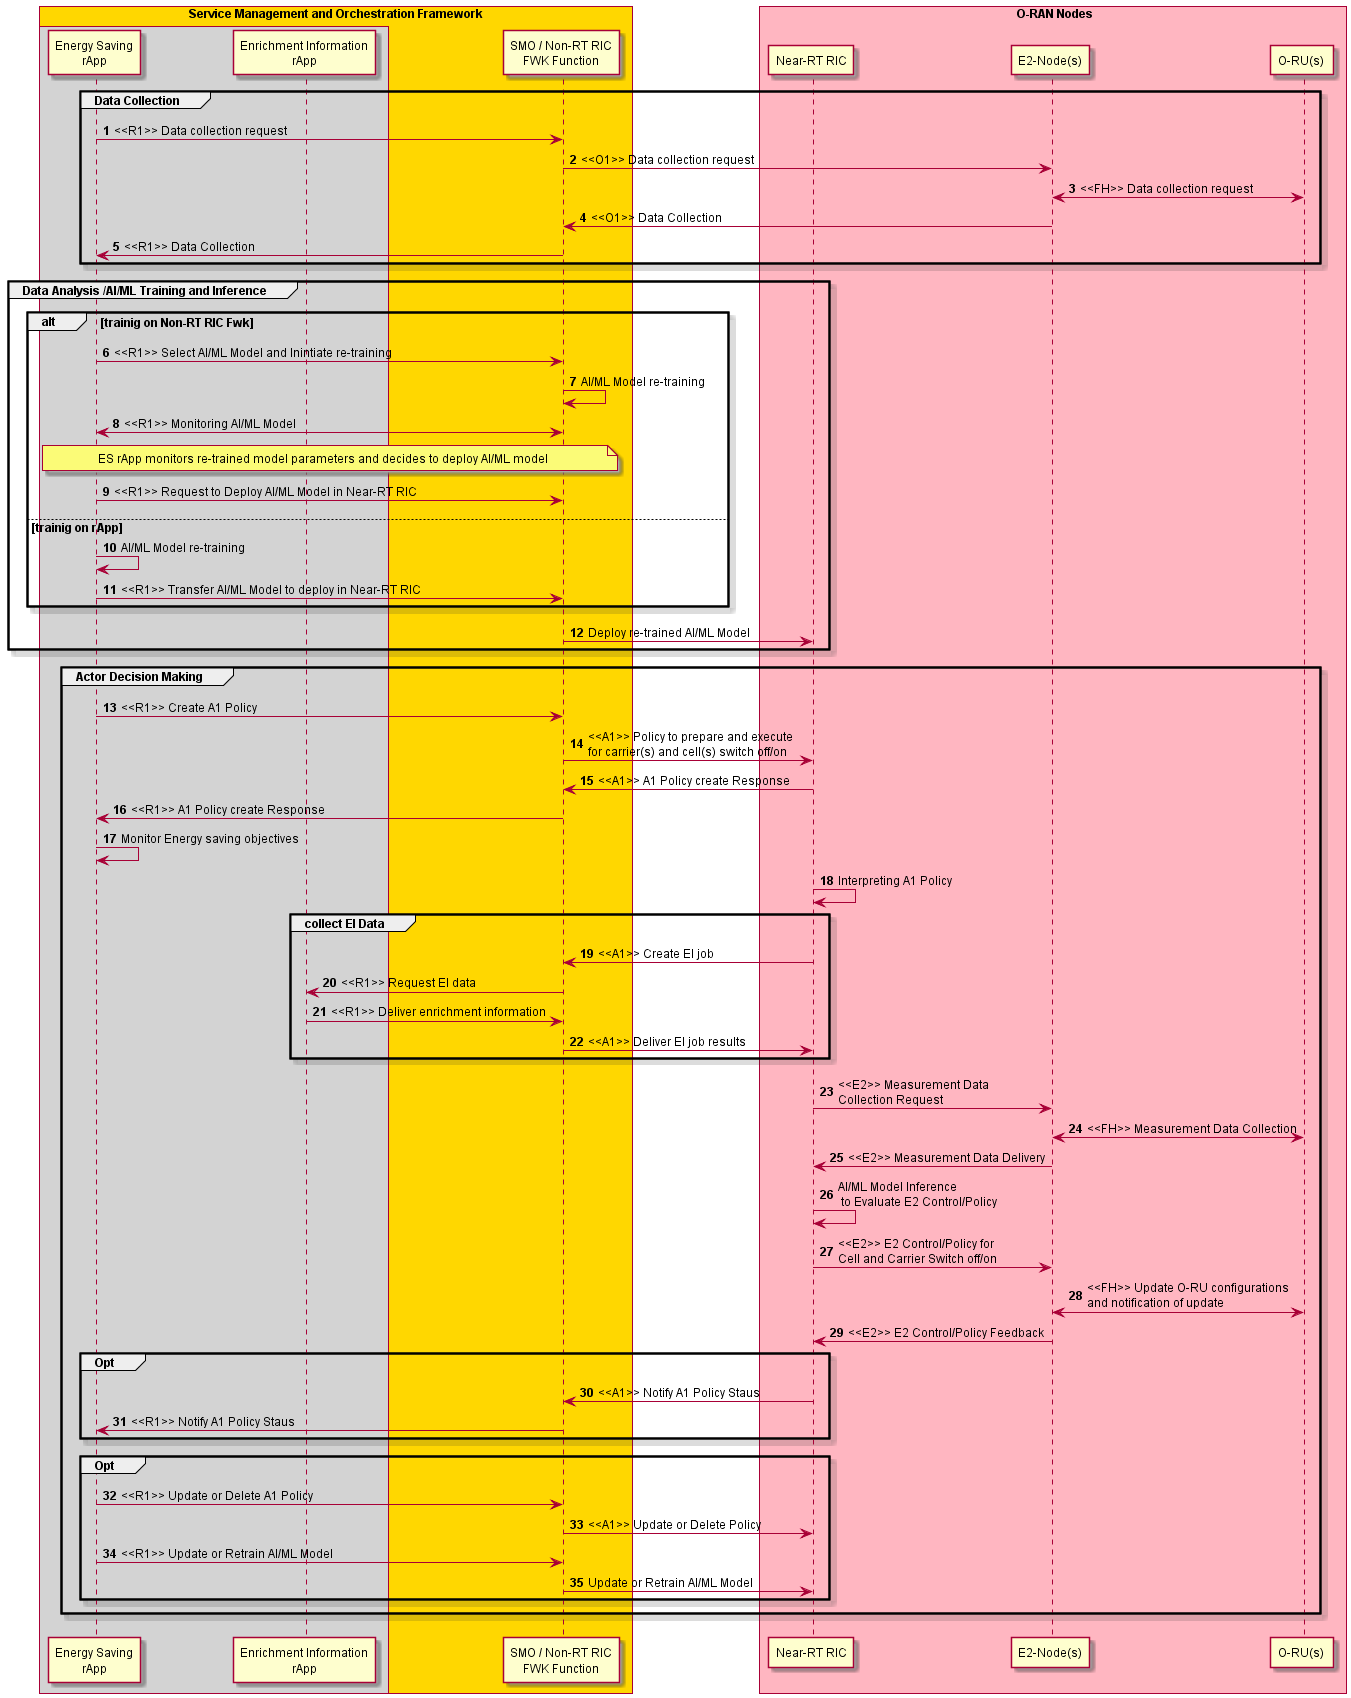 Service Management and Orchestration Framework
O-RAN Nodes
Energy Saving
rApp
Enrichment Information
rApp
SMO / Non-RT RIC
FWK Function
Near-RT RIC
E2-Node(s)
O-RU(s)
Data Collection
1 <<R1>> Data collection request
2 <<O1>> Data collection request
3 <<FH>> Data collection request
4 <<O1>> Data Collection
5 <<R1>> Data Collection
Data Analysis /AI/ML Training and Inference
alt [trainig on Non-RT RIC Fwk]
6 <<R1>> Select AI/ML Model and Inintiate re-training
7 AI/ML Model re-training
8 <<R1>> Monitoring AI/ML Model
ES rApp monitors re-trained model parameters and decides to deploy AI/ML model
9 <<R1>> Request to Deploy AI/ML Model in Near-RT RIC
[trainig on rApp]
10 AI/ML Model re-training
11 <<R1>> Transfer AI/ML Model to deploy in Near-RT RIC
12 Deploy re-trained AI/ML Model
Actor Decision Making
13 <<R1>> Create A1 Policy
14 <<A1>> Policy to prepare and execute
for carrier(s) and cell(s) switch off/on
15 <<A1>> A1 Policy create Response
16 <<R1>> A1 Policy create Response
17 Monitor Energy saving objectives
18 Interpreting A1 Policy
collect EI Data
19 <<A1>> Create EI job
20 <<R1>> Request EI data
21 <<R1>> Deliver enrichment information
22 <<A1>> Deliver EI job results
23 <<E2>> Measurement Data
Collection Request
24 <<FH>> Measurement Data Collection
25 <<E2>> Measurement Data Delivery
26 AI/ML Model Inference
to Evaluate E2 Control/Policy
27 <<E2>> E2 Control/Policy for
Cell and Carrier Switch off/on
28 <<FH>> Update O-RU configurations
and notification of update
29 <<E2>> E2 Control/Policy Feedback
Opt
30 <<A1>> Notify A1 Policy Staus
31 <<R1>> Notify A1 Policy Staus
Opt
32 <<R1>> Update or Delete A1 Policy
33 <<A1>> Update or Delete Policy
34 <<R1>> Update or Retrain AI/ML Model
35 Update or Retrain AI/ML Model
Energy Saving
rApp
Enrichment Information
rApp
SMO / Non-RT RIC
FWK Function
Near-RT RIC
E2-Node(s)
O-RU(s)